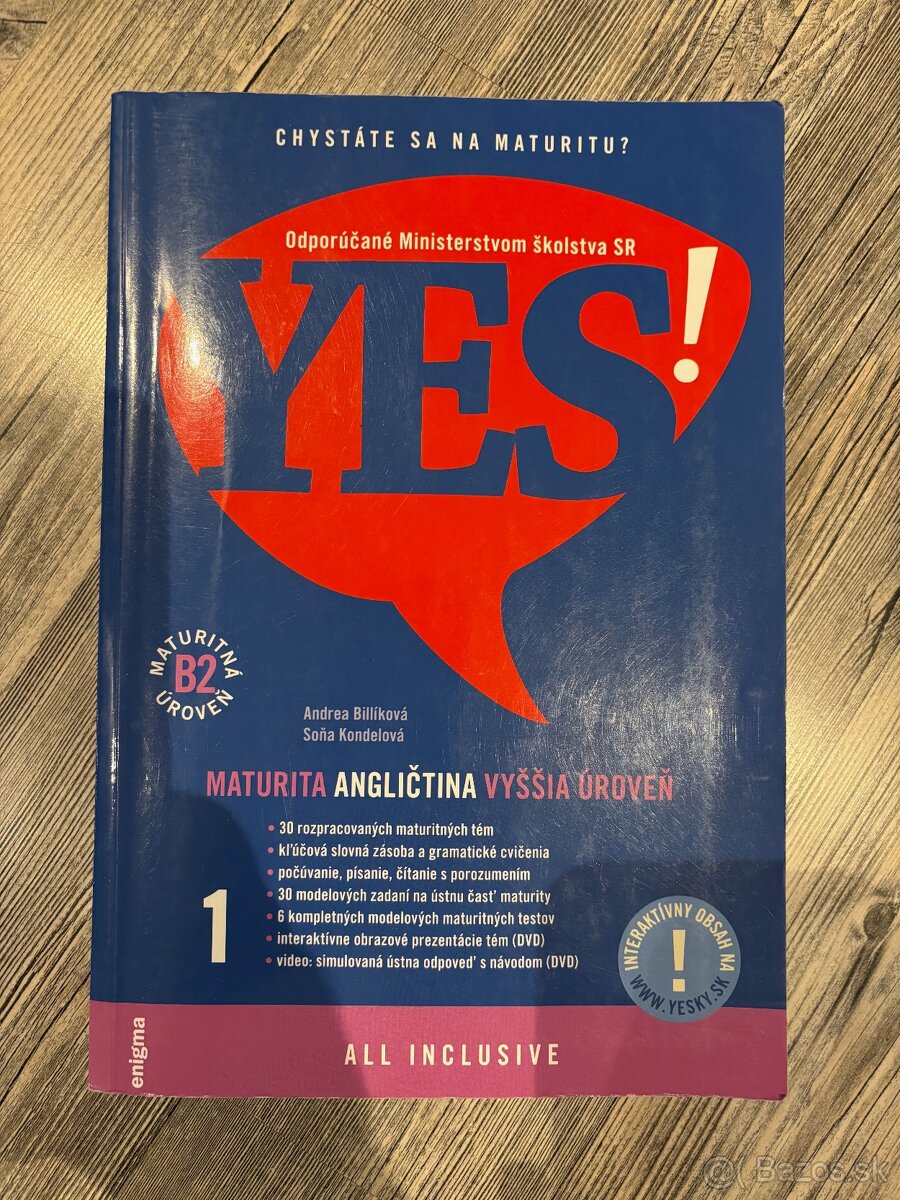 CHYSTÁTE SA NA MATURITU?
Odporúčané Ministerstvom školstva SR
YES!
MATURITNÁ
B2
ÚROVEŇ
Andrea Billíková
Soňa Kondelová
MATURITA ANGLIČTINA VYŠŠIA ÚROVEŇ
• 30 rozpracovaných maturitných tém
• kľúčová slovná zásoba a gramatické cvičenia
• počúvanie, písanie, čítanie s porozumením
• 30 modelových zadaní na ústnu časť maturity
• 6 kompletných modelových maturitných testov
• interaktívne obrazové prezentácie tém (DVD)
• video: simulovaná ústna odpoveď s návodom (DVD)
1
INTERAKTÍVNY OBSAH NA
!
WWW.YESKY.SK
enigma
ALL INCLUSIVE
Bazos.sk